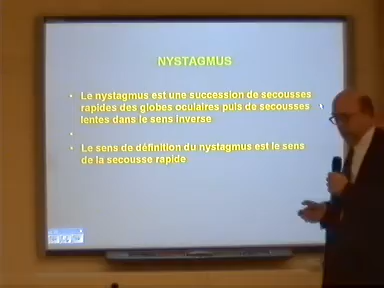 NYSTAGMUS
• Le nystagmus est une succession de secousses
rapides des globes oculaires puis de secousses
lentes dans le sens inverse
•
• Le sens de définition du nystagmus est le sens
de la secousse rapide